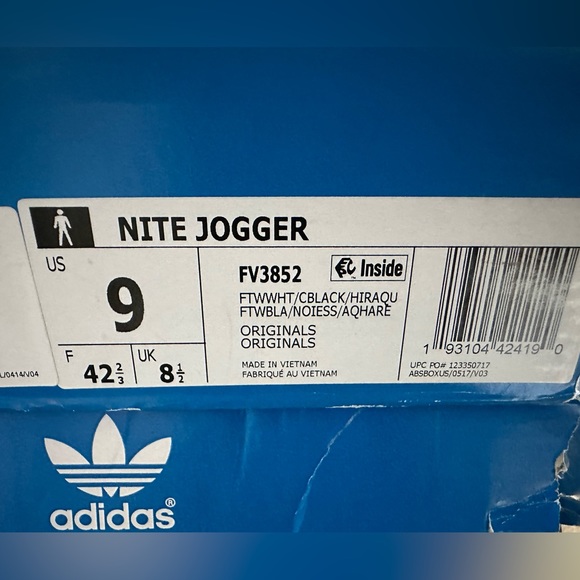 NITE JOGGER
US
9
F
42 2/3
UK
8 1/2
FV3852
Inside
FTWWHT/CBLACK/HIRAQU
FTWBLA/NOIESS/AQHARE
ORIGINALS
ORIGINALS
MADE IN VIETNAM
FABRIQUÉ AU VIETNAM
1 93104 42419 0
UPC PO# 123350717
ABSBOXUS/0517/V03
/0414/V04
adidas®